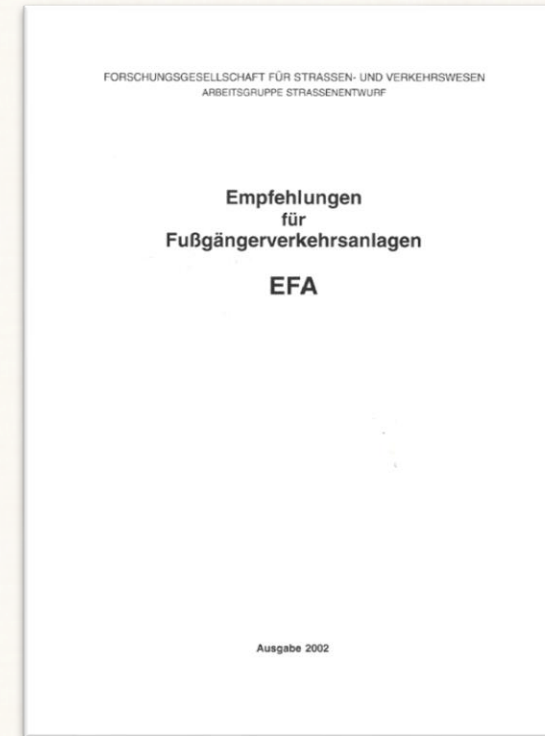 FORSCHUNGSGESELLSCHAFT FÜR STRASSEN- UND VERKEHRSWESEN
ARBEITSGRUPPE STRASSENENTWURF
Empfehlungen
für
Fußgängerverkehrsanlagen
EFA
Ausgabe 2002